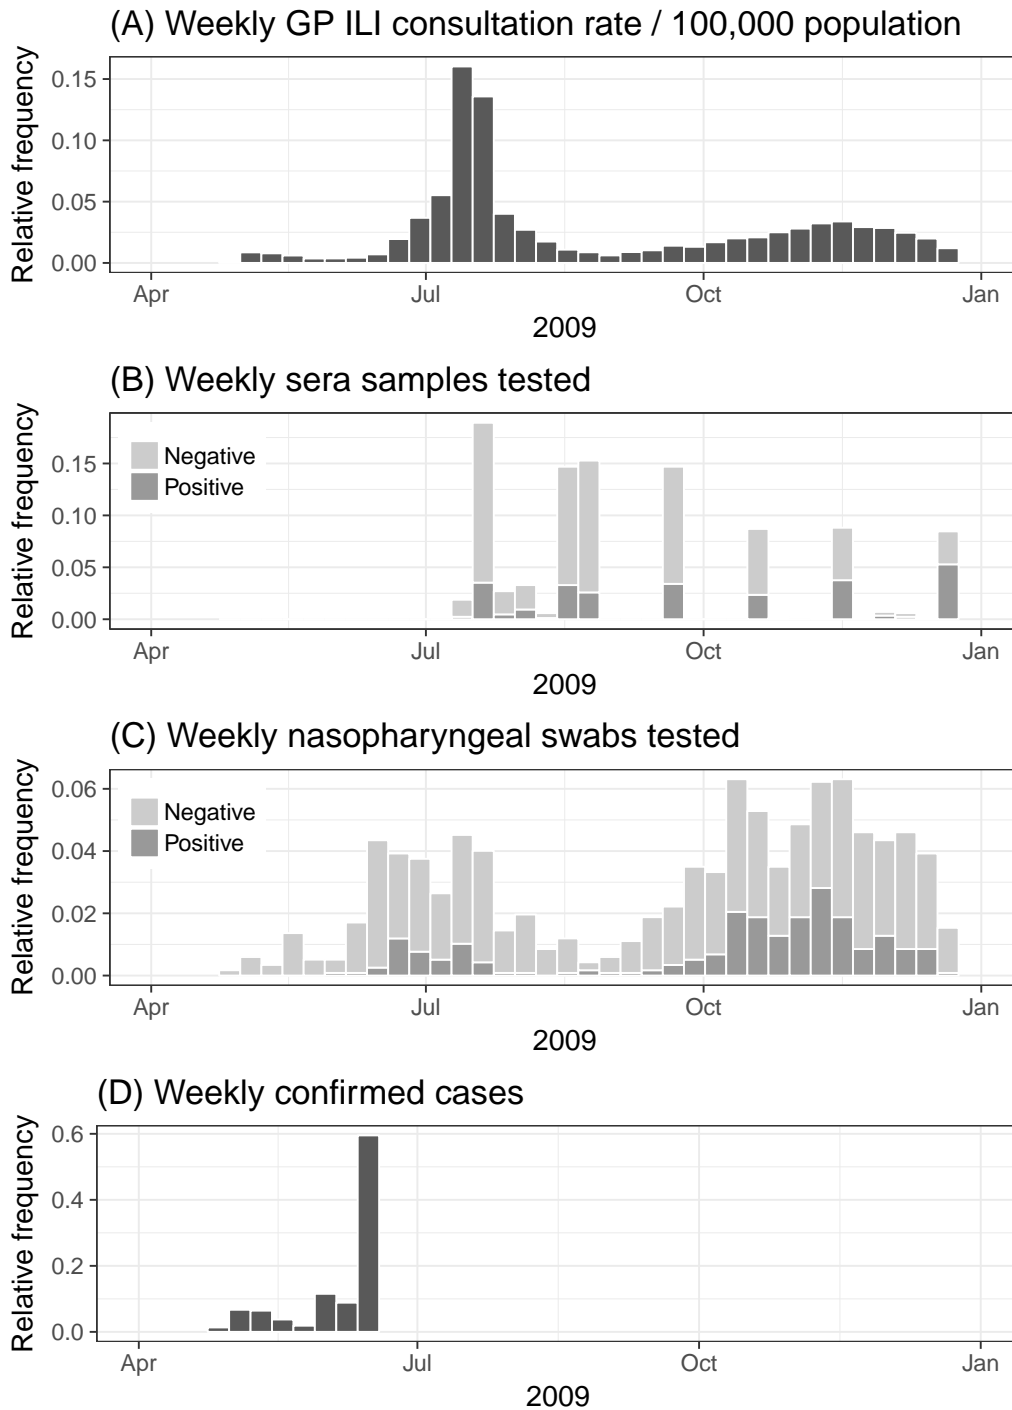 (A) Weekly GP ILI consultation rate / 100,000 population
Relative frequency
0.15
0.10
0.05
0.00
Apr Jul Oct Jan
2009
(B) Weekly sera samples tested
Relative frequency
0.15
0.10
0.05
0.00
Negative
Positive
Apr Jul Oct Jan
2009
(C) Weekly nasopharyngeal swabs tested
Relative frequency
0.06
0.04
0.02
0.00
Negative
Positive
Apr Jul Oct Jan
2009
(D) Weekly confirmed cases
Relative frequency
0.6
0.4
0.2
0.0
Apr Jul Oct Jan
2009